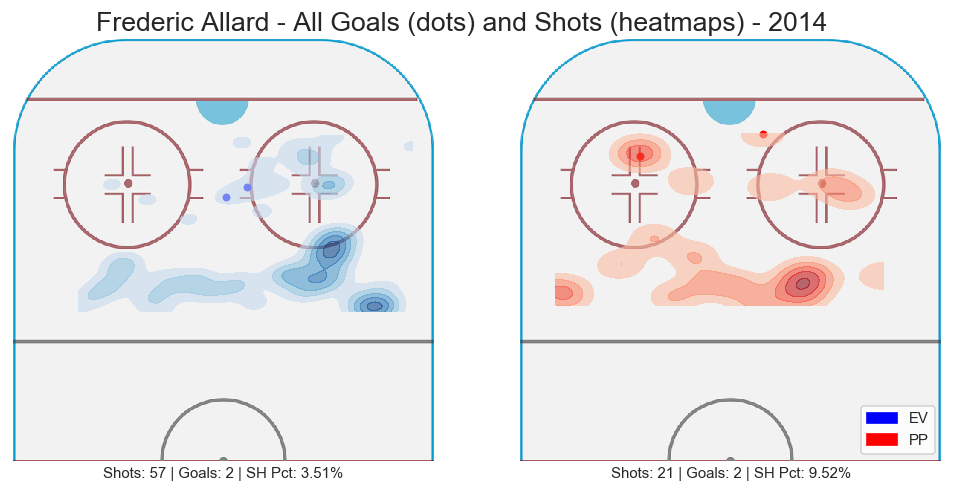 Frederic Allard - All Goals (dots) and Shots (heatmaps) - 2014
EV
PP
Shots: 57 | Goals: 2 | SH Pct: 3.51%
Shots: 21 | Goals: 2 | SH Pct: 9.52%